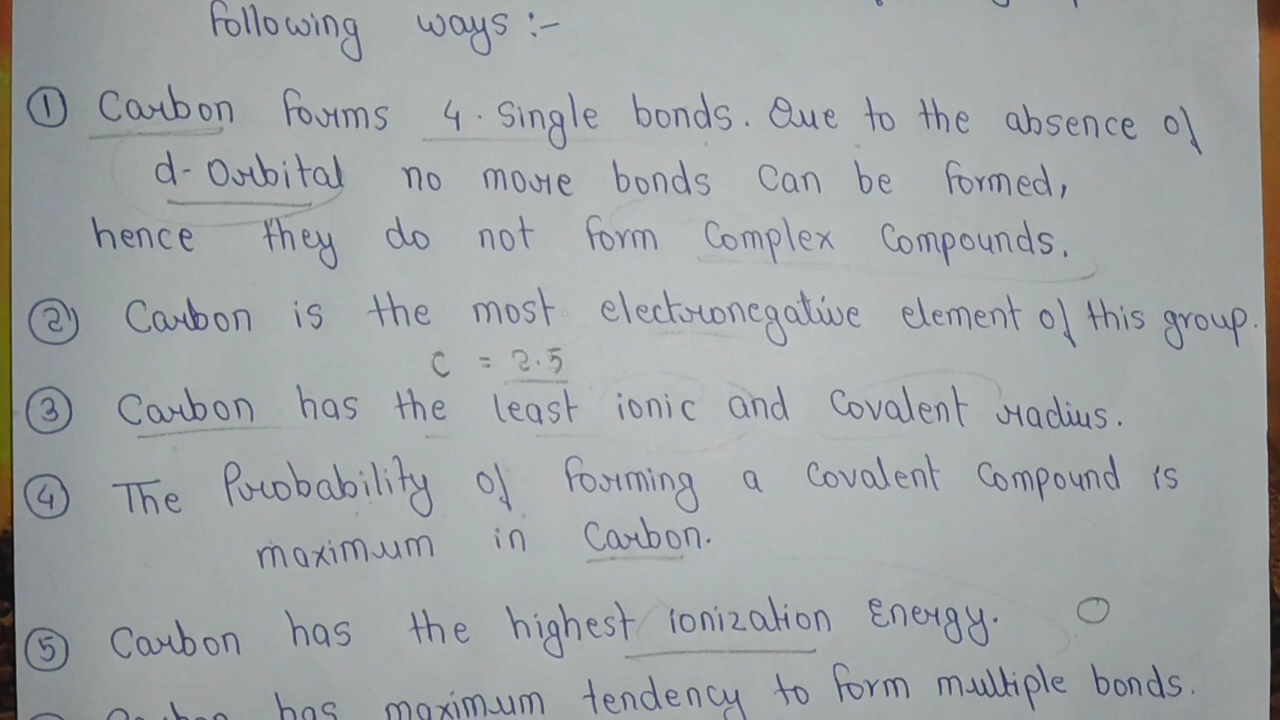 following ways :-
① Carbon forms 4. Single bonds. Due to the absence of
d- Orbital no more bonds can be formed,
hence they do not form Complex Compounds.
② Carbon is the most electronegative element of this group.
C = 2.5
③ Carbon has the least ionic and Covalent radius.
④ The Probability of forming a Covalent Compound is
maximum in Carbon.
⑤ Carbon has the highest ionization Energy.
Carbon has maximum tendency to form multiple bonds.